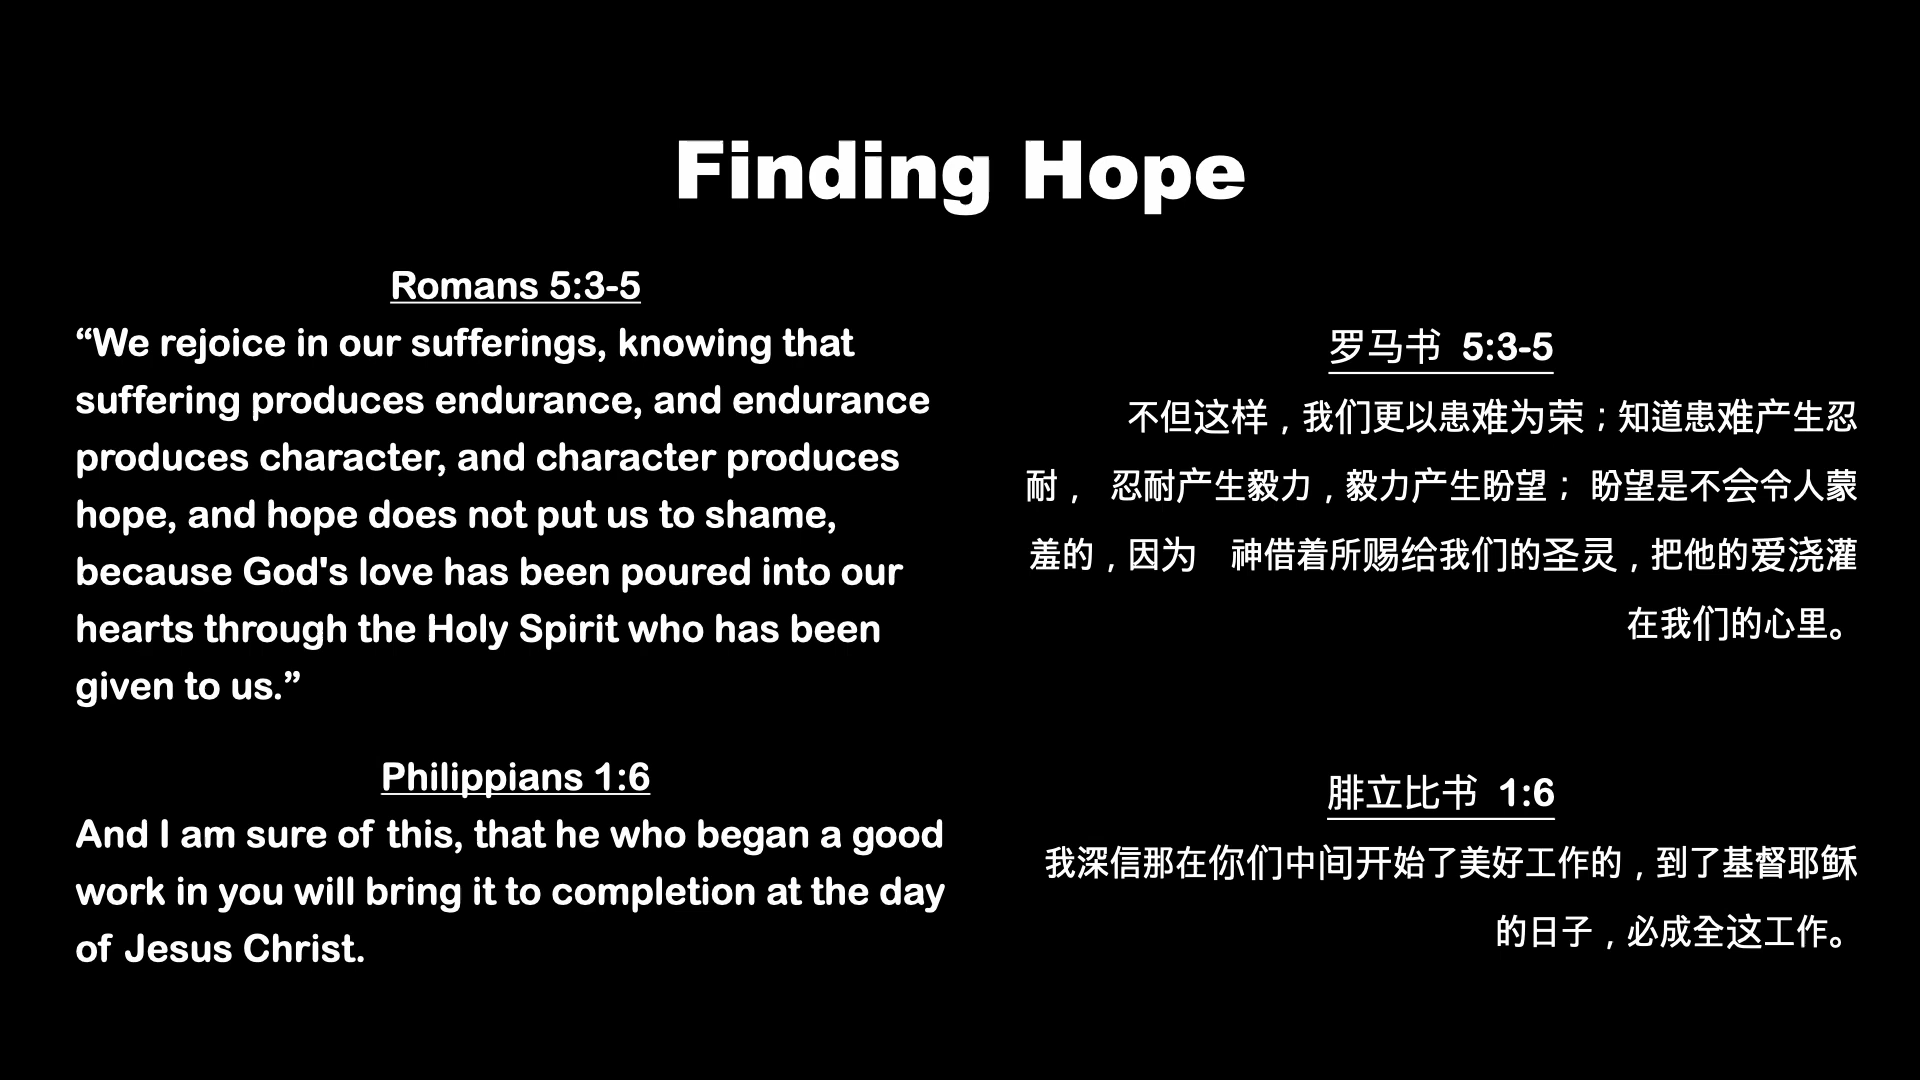 Finding Hope
Romans 5:3-5
“We rejoice in our sufferings, knowing that
suffering produces endurance, and endurance
produces character, and character produces
hope, and hope does not put us to shame,
because God's love has been poured into our
hearts through the Holy Spirit who has been
given to us.”
Philippians 1:6
And I am sure of this, that he who began a good
work in you will bring it to completion at the day
of Jesus Christ.
罗马书 5:3-5
不但这样，我们更以患难为荣；知道患难产生忍
耐， 忍耐产生毅力，毅力产生盼望； 盼望是不会令人蒙
羞的，因为　神借着所赐给我们的圣灵，把他的爱浇灌
在我们的心里。
腓立比书 1:6
我深信那在你们中间开始了美好工作的，到了基督耶稣
的日子，必成全这工作。